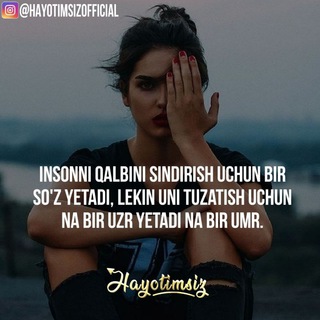 @HAYOTIMSIZOFFICIAL
INSONNI QALBINI SINDIRISH UCHUN BIR
SO'Z YETADI, LEKIN UNI TUZATISH UCHUN
NA BIR UZR YETADI NA BIR UMR.
Hayotimsiz